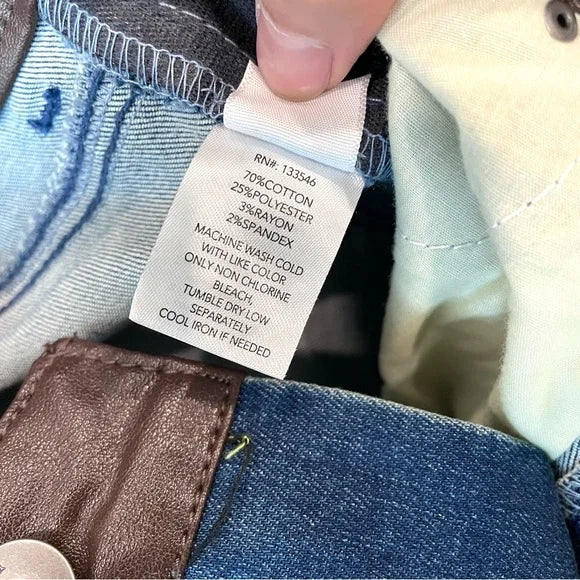 RN#: 133546
70%COTTON
25%POLYESTER
3%RAYON
2%SPANDEX
MACHINE WASH COLD
WITH LIKE COLOR
ONLY NON CHLORINE
BLEACH,
TUMBLE DRY LOW
SEPARATELY
COOL IRON IF NEEDED